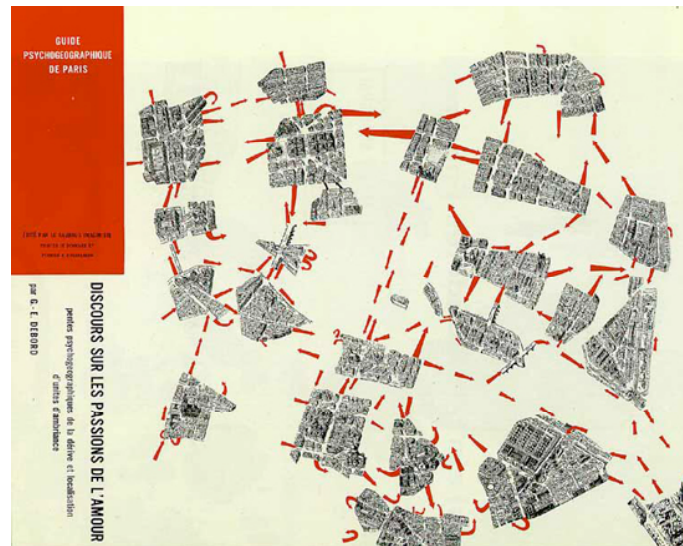 GUIDE
PSYCHOGEOGRAPHIQUE
DE PARIS
DISCOURS SUR LES PASSIONS DE L'AMOUR
pentes psychogeographiques de la dérive et localisation
d'unites d'ambiance
par G.-E. DEBORD